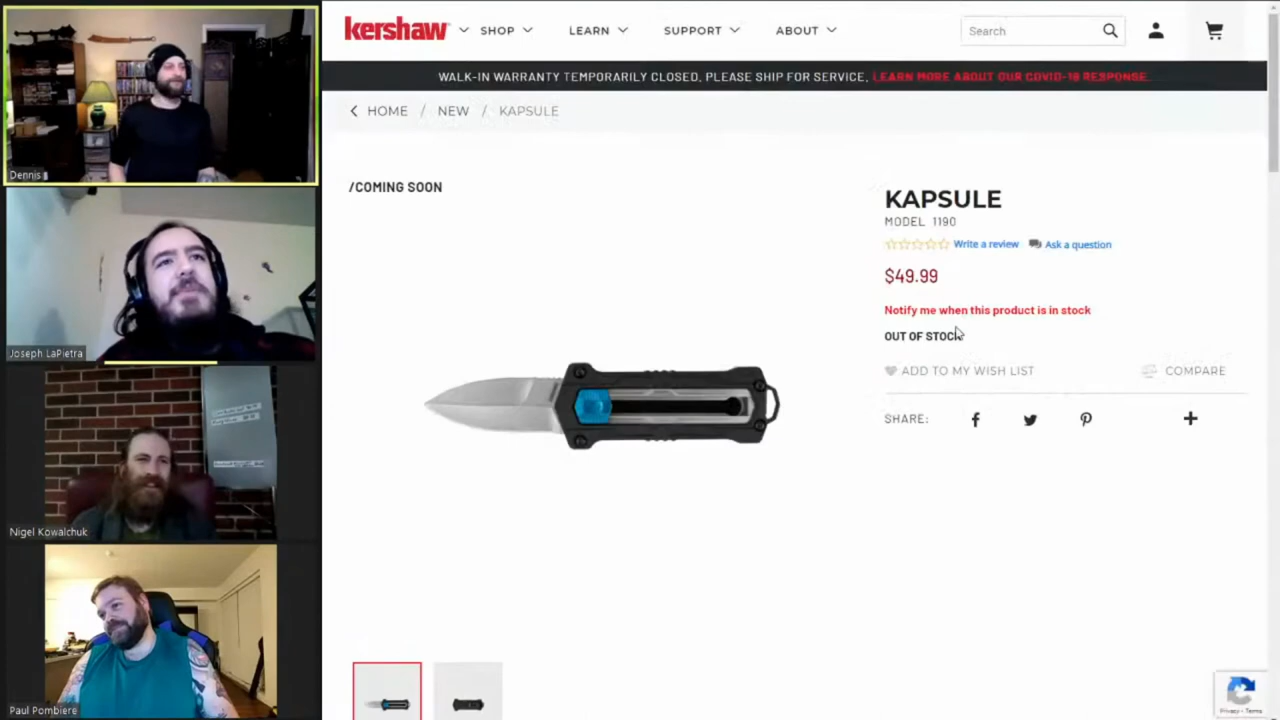 kershaw
SHOP
LEARN
SUPPORT
ABOUT
Search
WALK-IN WARRANTY TEMPORARILY CLOSED, PLEASE SHIP FOR SERVICE. LEARN MORE ABOUT OUR COVID-19 RESPONSE.
HOME / NEW / KAPSULE
/COMING SOON
KAPSULE
MODEL 1190
Write a review
Ask a question
$49.99
Notify me when this product is in stock
OUT OF STOCK
ADD TO MY WISH LIST
COMPARE
SHARE:
Privacy - Terms
Dennis
Joseph LaPietra
Nigel Kowalchuk
Paul Pombiere